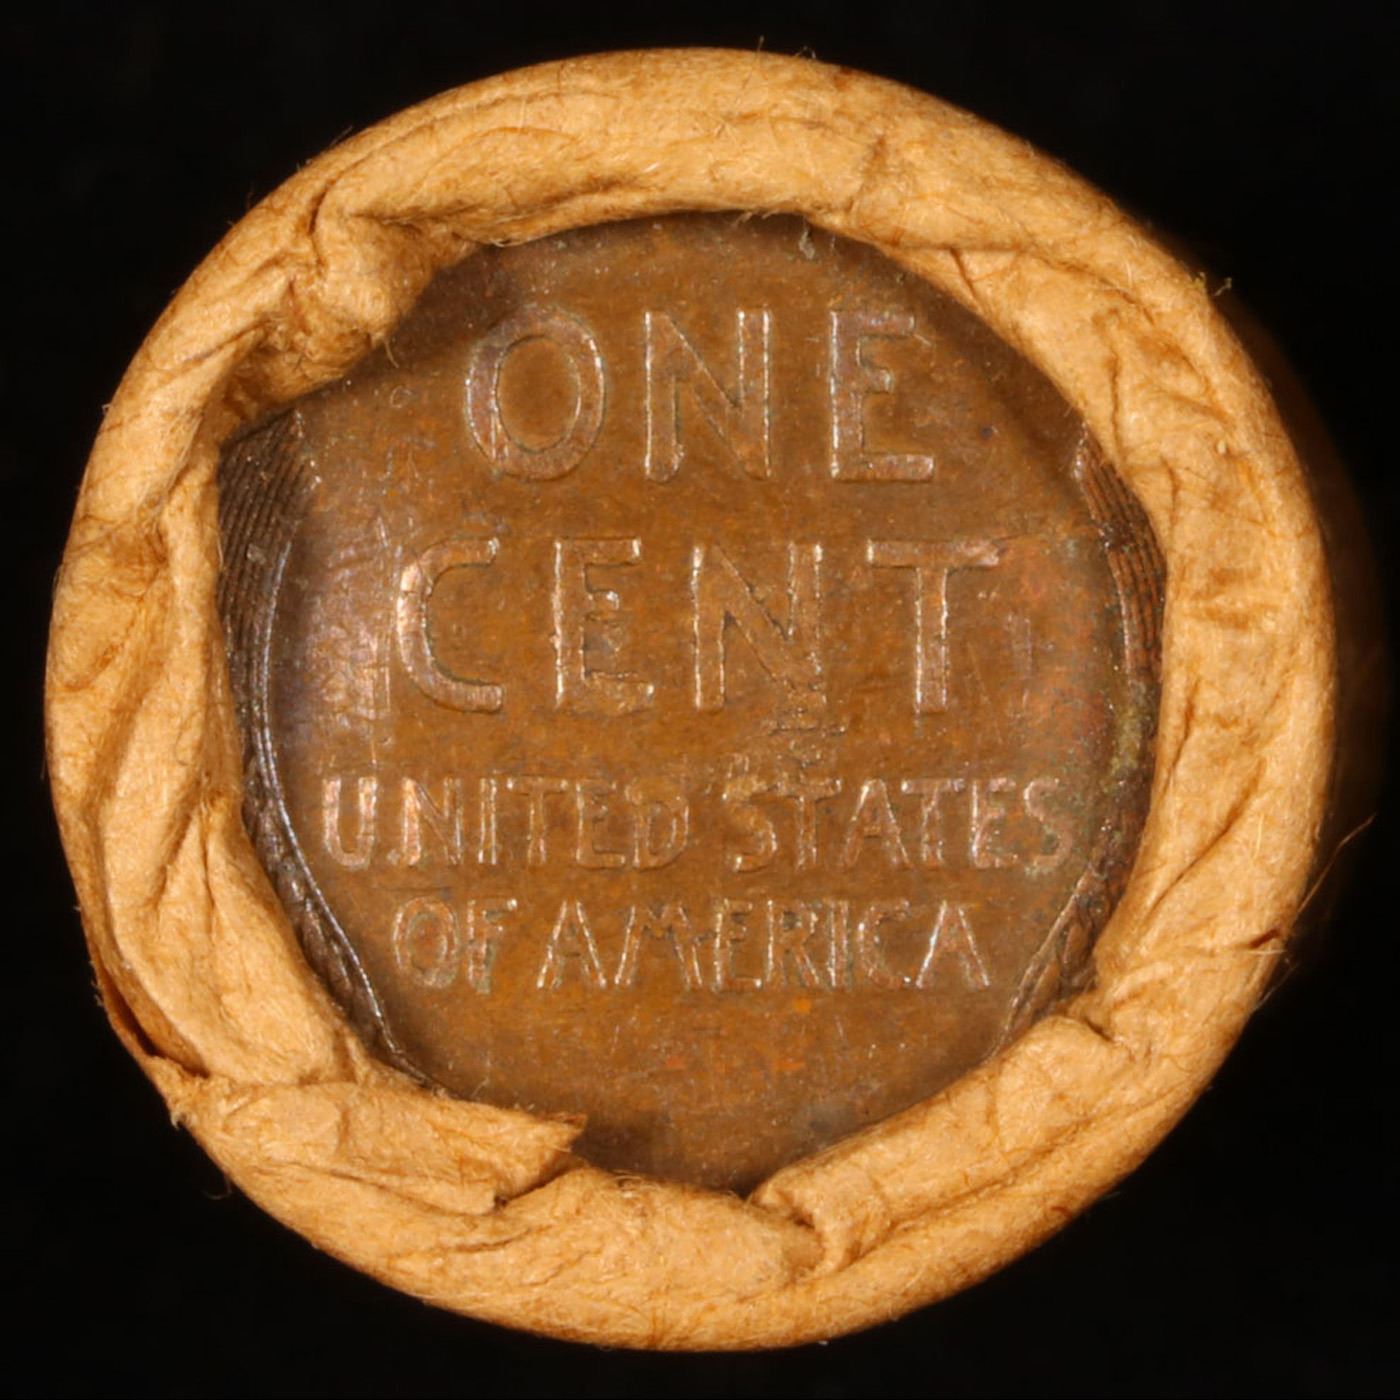 ONE
CENT
UNITED STATES
OF AMERICA